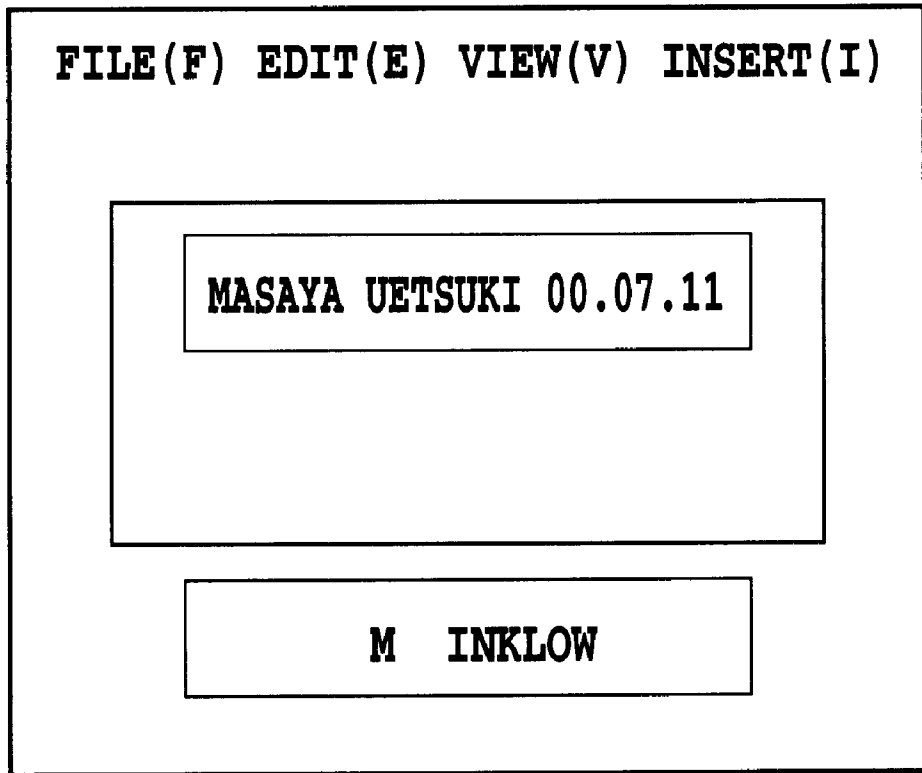 FILE(F) EDIT(E) VIEW(V) INSERT(I)
MASAYA UETSUKI 00.07.11
M INKLOW